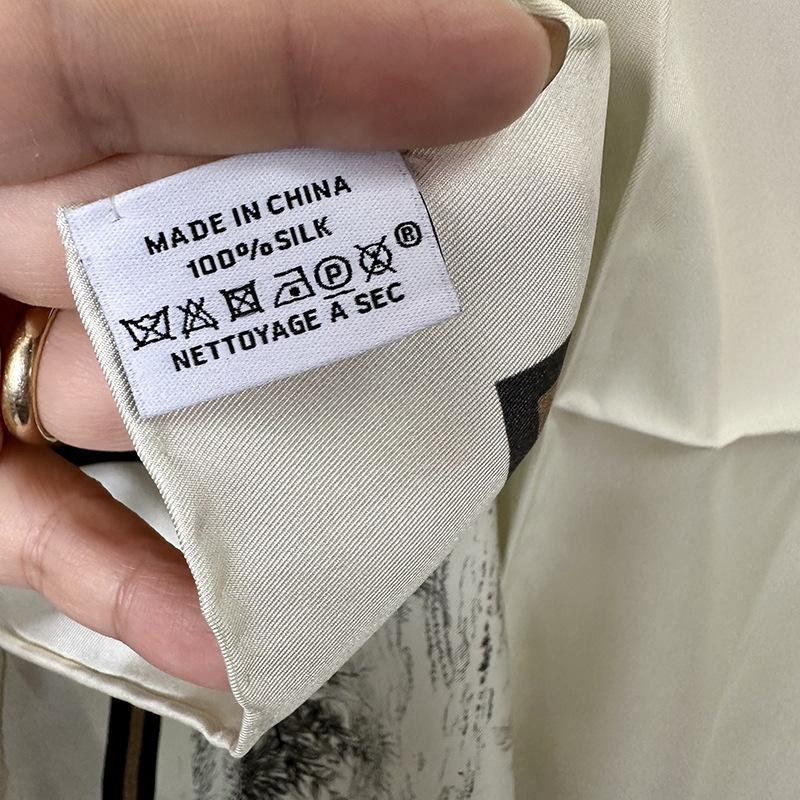 MADE IN CHINA
100% SILK
P ®
NETTOYAGE À SEC